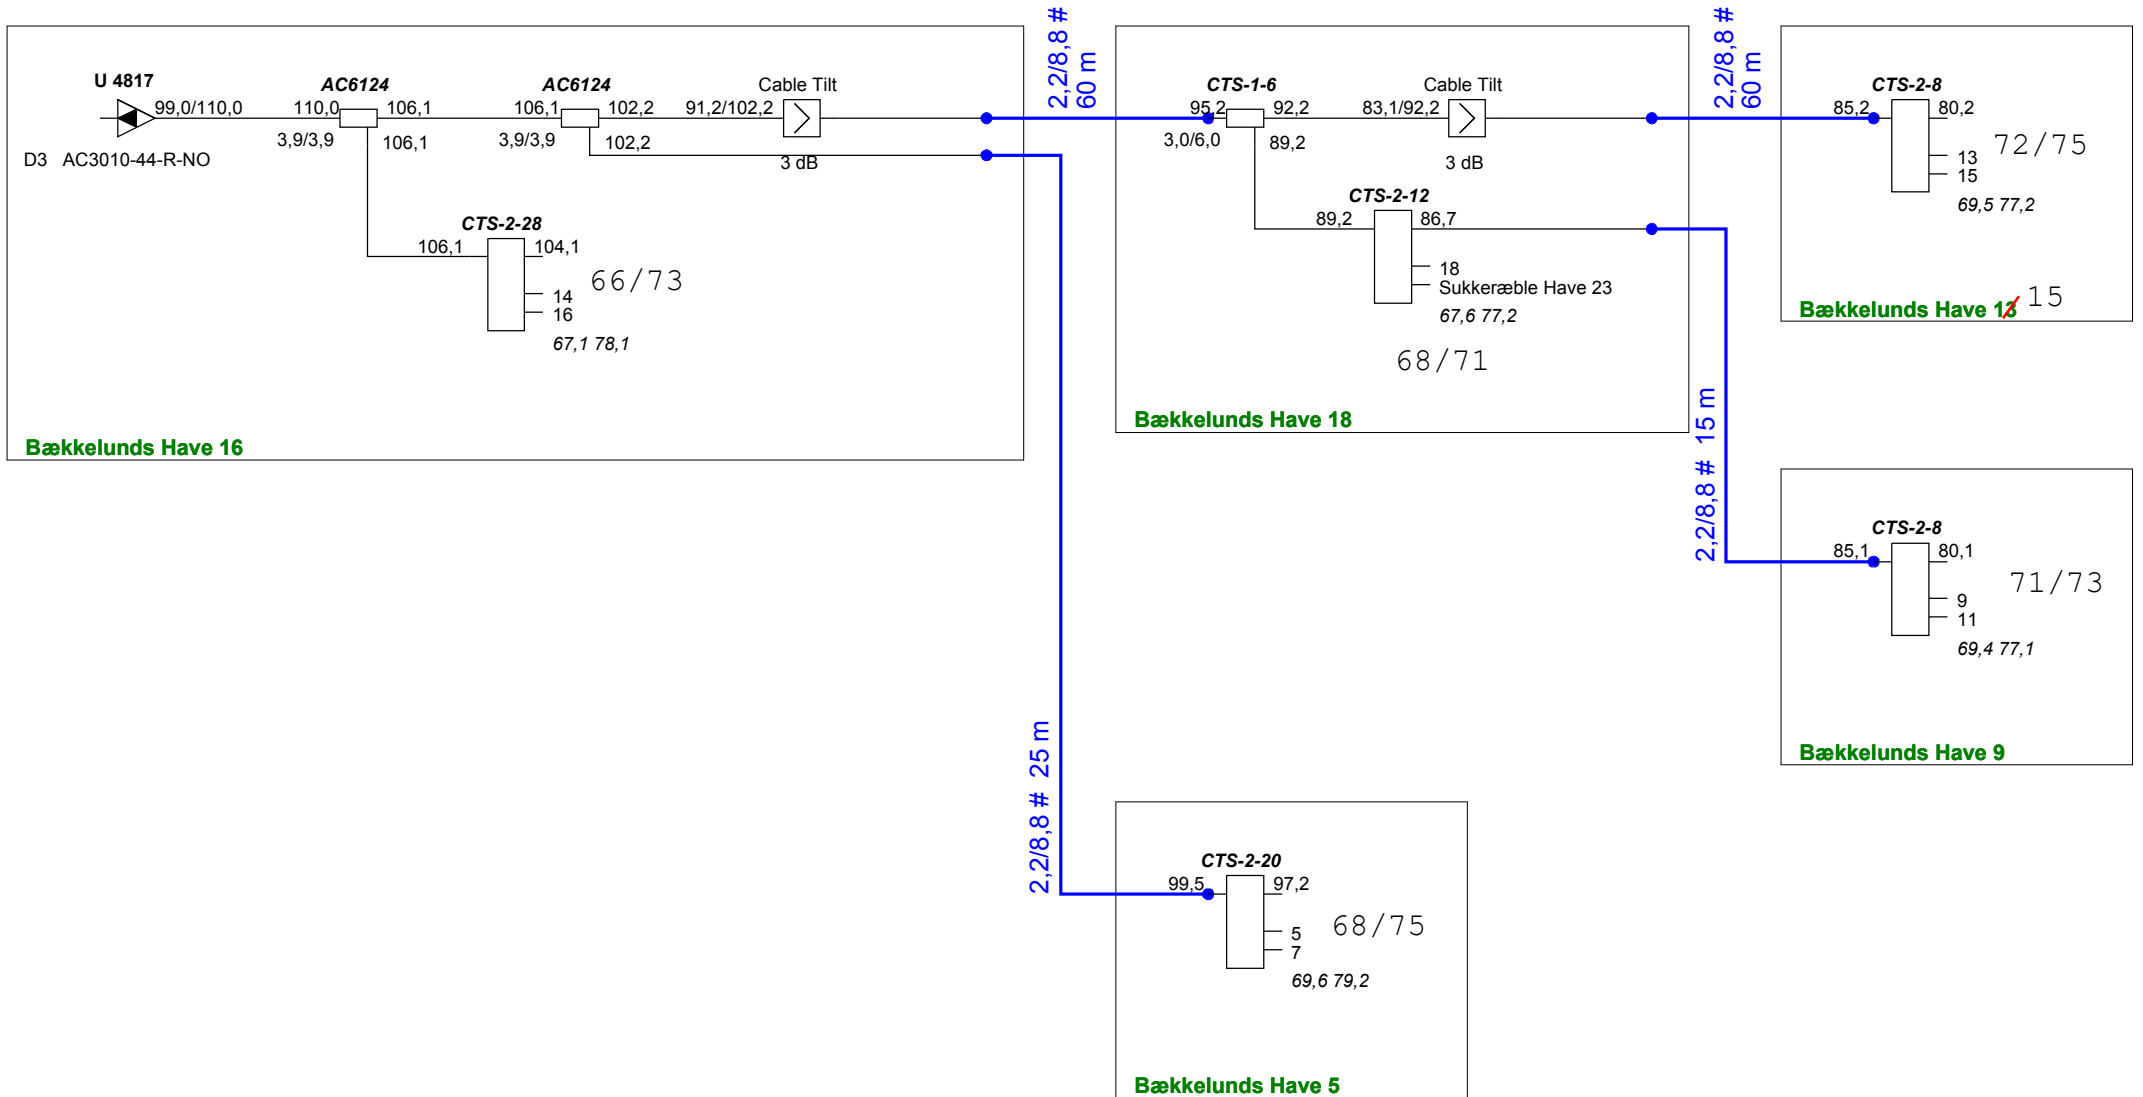 U 4817
99,0/110,0
D3 AC3010-44-R-NO
AC6124
110,0
106,1
3,9/3,9
106,1
AC6124
106,1
102,2
3,9/3,9
102,2
Cable Tilt
91,2/102,2
3 dB
CTS-2-28
106,1
104,1
66/73
14
16
67,1 78,1
Bækkelunds Have 16
2,2/8,8 #
60 m
CTS-1-6
95,2
92,2
3,0/6,0
89,2
Cable Tilt
83,1/92,2
3 dB
CTS-2-12
89,2
86,7
18
Sukkeræble Have 23
67,6 77,2
68/71
Bækkelunds Have 18
2,2/8,8 #
60 m
CTS-2-8
85,2
80,2
72/75
13
15
69,5 77,2
Bækkelunds Have 13
15
2,2/8,8 # 15 m
CTS-2-8
85,1
80,1
71/73
9
11
69,4 77,1
Bækkelunds Have 9
2,2/8,8 # 25 m
CTS-2-20
99,5
97,2
68/75
5
7
69,6 79,2
Bækkelunds Have 5